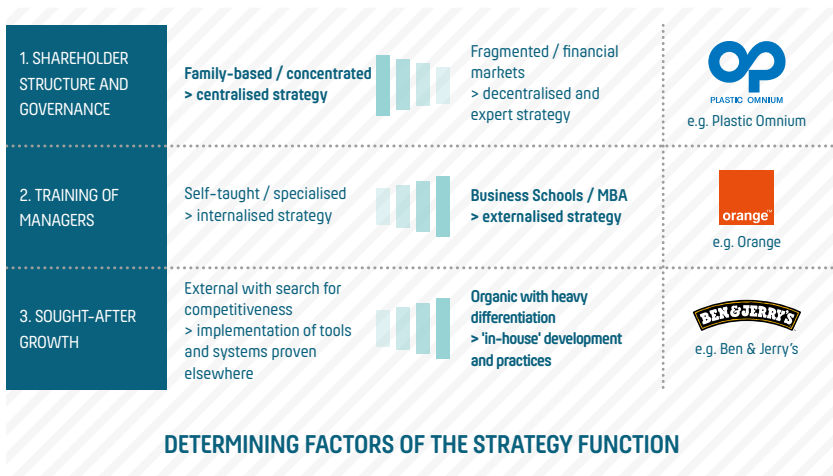 1. SHAREHOLDER
STRUCTURE AND
GOVERNANCE
Family-based / concentrated
> centralised strategy
Fragmented / financial
markets
> decentralised and
expert strategy
PLASTIC OMNIUM
e.g. Plastic Omnium
2. TRAINING OF
MANAGERS
Self-taught / specialised
> internalised strategy
Business Schools / MBA
> externalised strategy
orange™
e.g. Orange
3. SOUGHT-AFTER
GROWTH
External with search for
competitiveness
> implementation of tools
and systems proven
elsewhere
Organic with heavy
differentiation
> 'in-house' development
and practices
BEN & JERRY'S
e.g. Ben & Jerry's
DETERMINING FACTORS OF THE STRATEGY FUNCTION